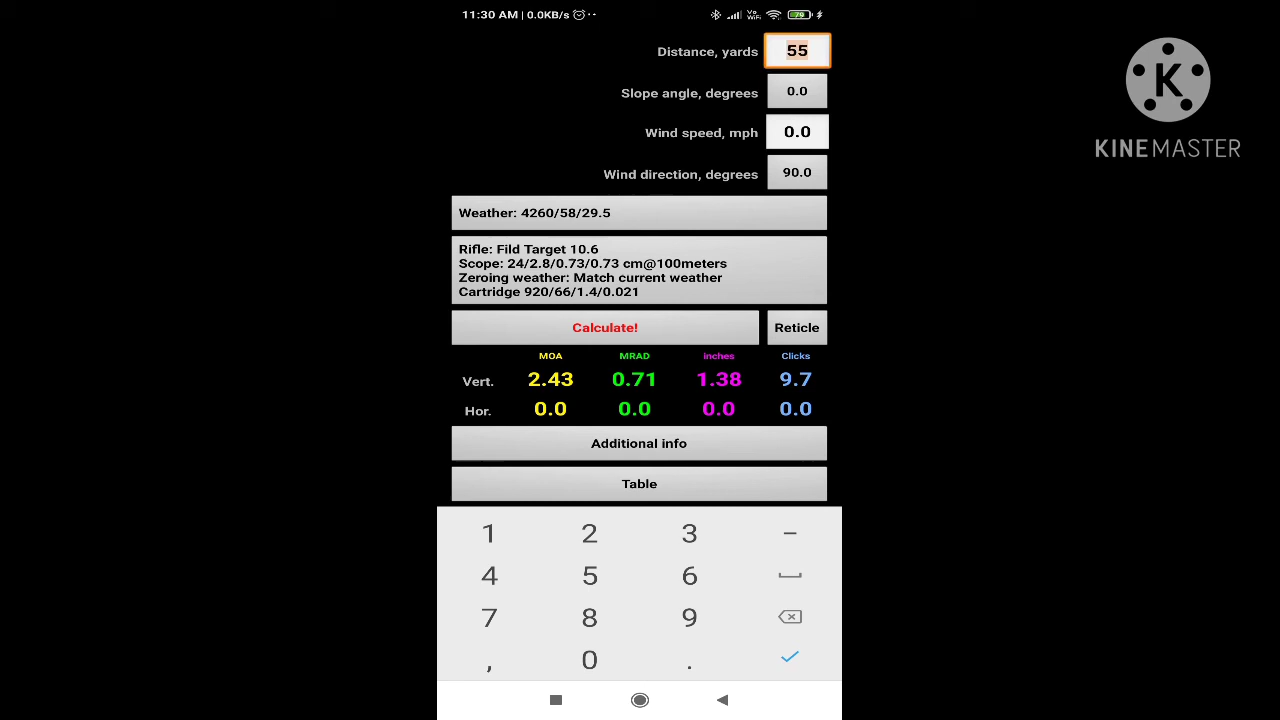 11:30 AM | 0.0KB/s
Vo WiFi
79
Distance, yards 55
Slope angle, degrees 0.0
Wind speed, mph 0.0
Wind direction, degrees 90.0
Weather: 4260/58/29.5
Rifle: Fild Target 10.6
Scope: 24/2.8/0.73/0.73 cm@100meters
Zeroing weather: Match current weather
Cartridge 920/66/1.4/0.021
Calculate! Reticle
MOA MRAD inches Clicks
Vert. 2.43 0.71 1.38 9.7
Hor. 0.0 0.0 0.0 0.0
Additional info
Table
1 2 3 –
4 5 6
7 8 9
, 0 .
K
KINEMASTER